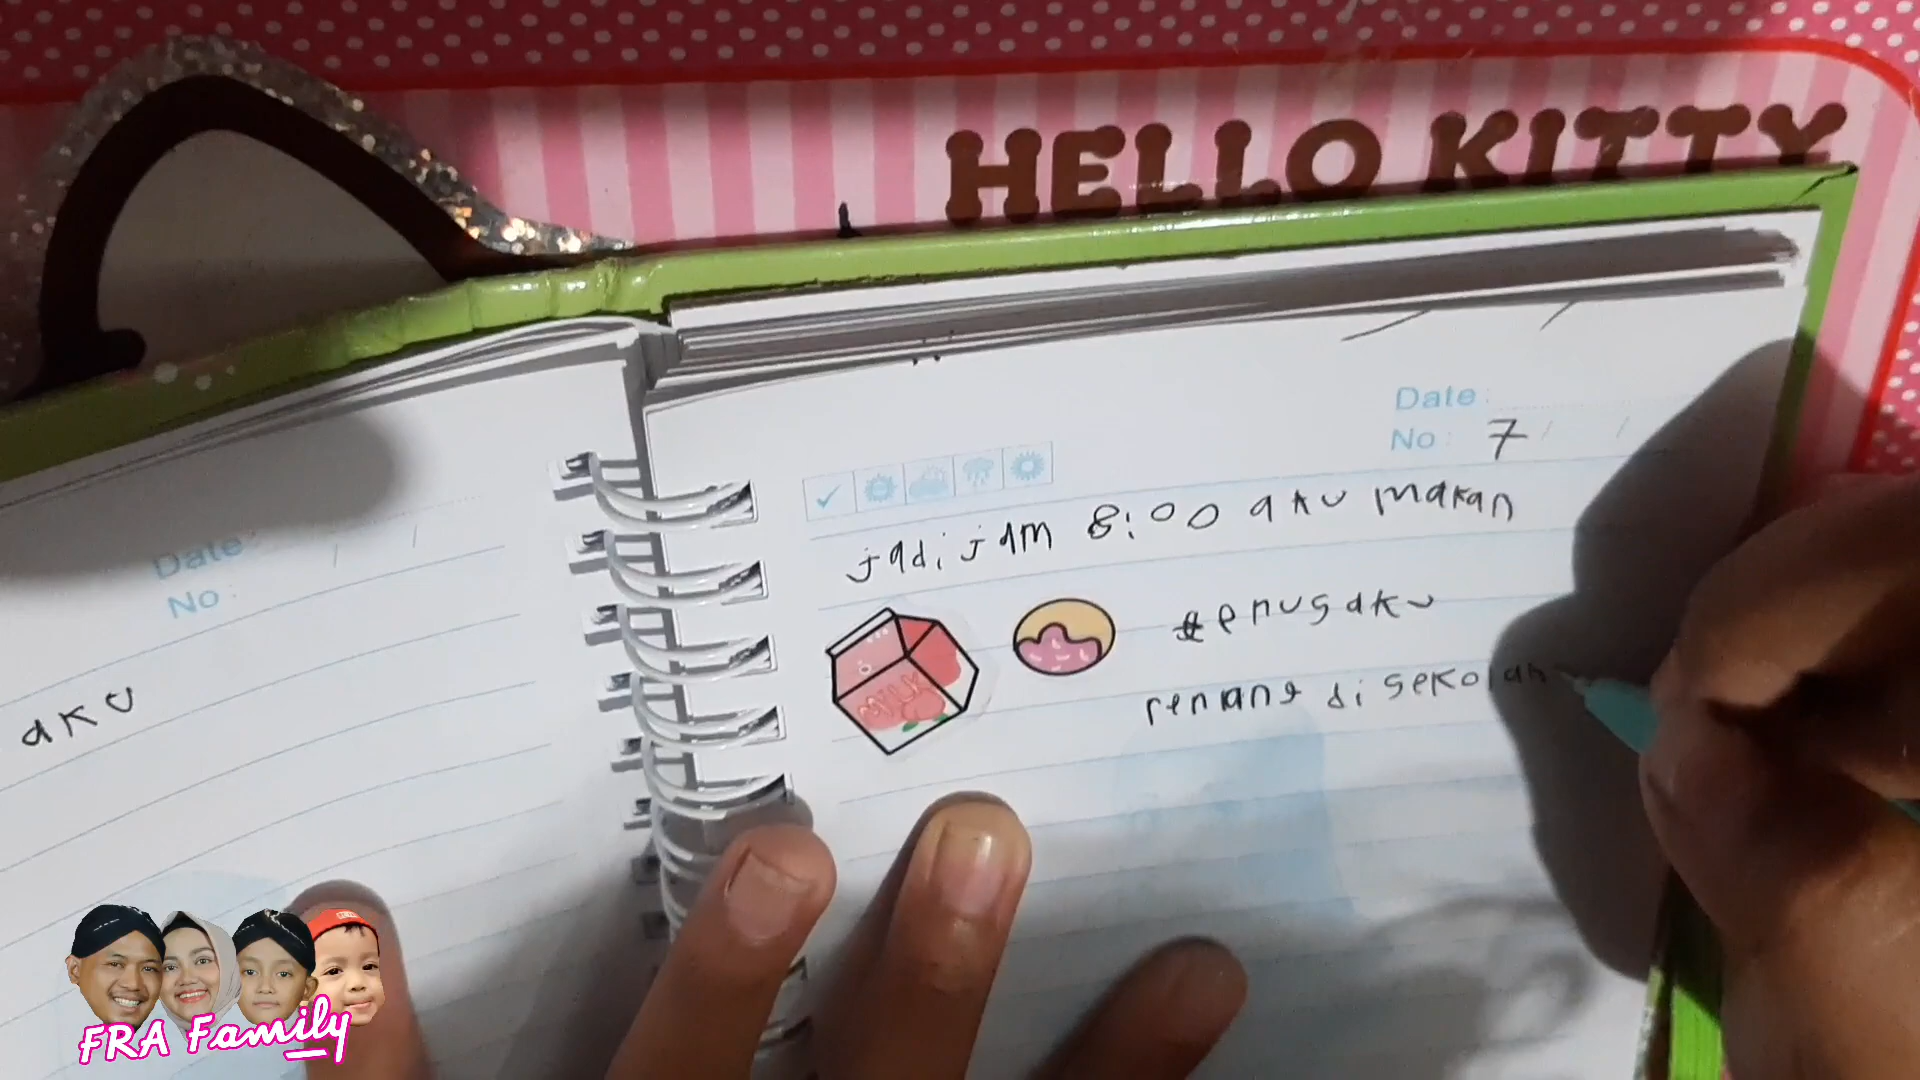 HELLO KITTY
Date:
No:
aku
Date:
No: 7
jadi jam 8:00 aku makan
MILK
terusaku
renang di sekolah
FRA Family